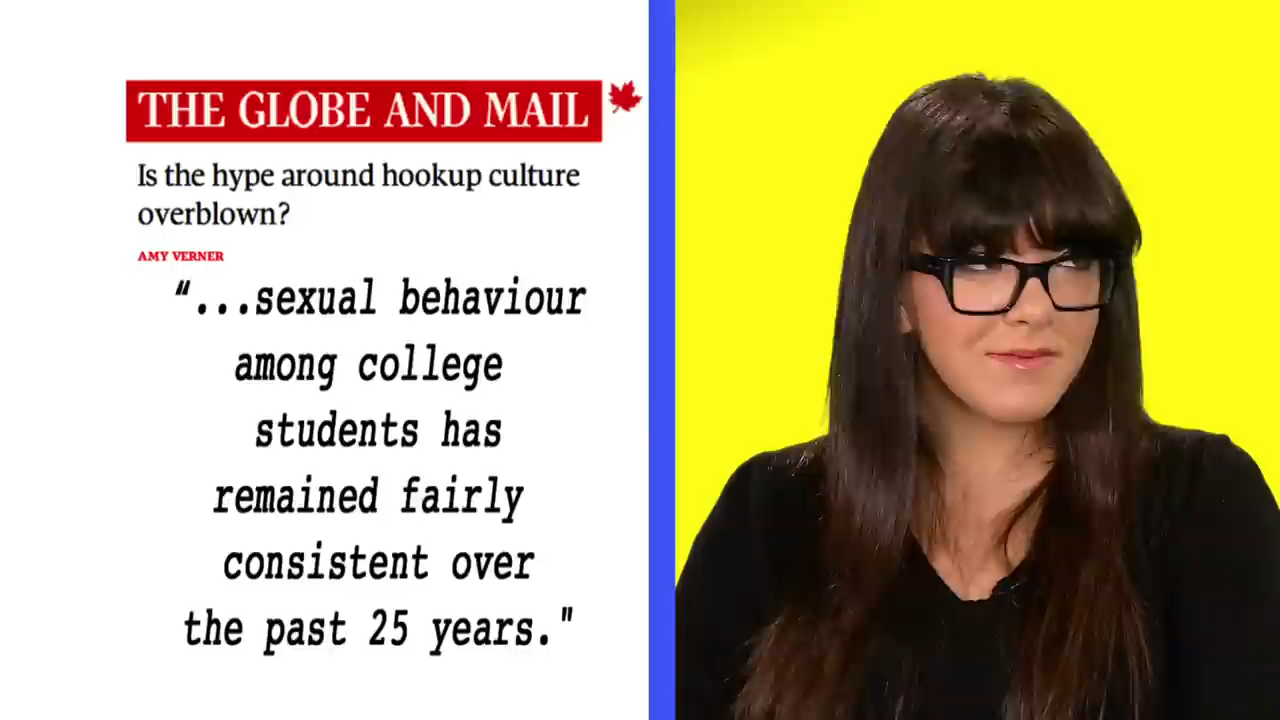 THE GLOBE AND MAIL
Is the hype around hookup culture
overblown?
AMY VERNER
“...sexual behaviour
among college
students has
remained fairly
consistent over
the past 25 years."